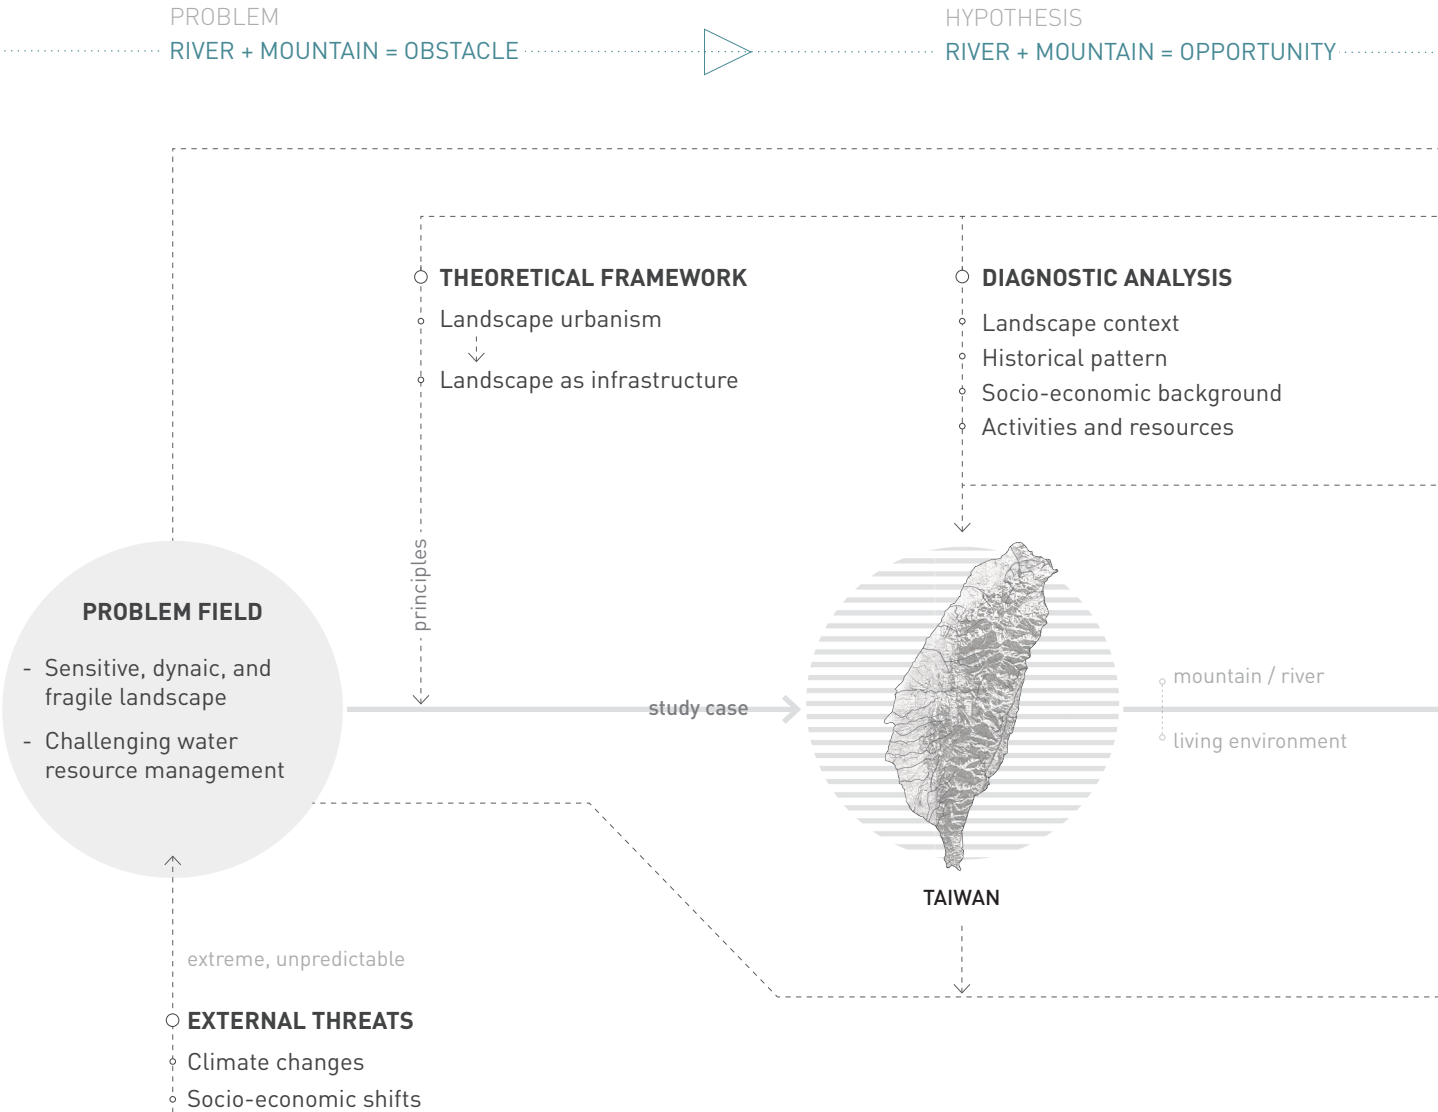 PROBLEM
RIVER + MOUNTAIN = OBSTACLE
HYPOTHESIS
RIVER + MOUNTAIN = OPPORTUNITY
THEORETICAL FRAMEWORK
Landscape urbanism
Landscape as infrastructure
principles
DIAGNOSTIC ANALYSIS
Landscape context
Historical pattern
Socio-economic background
Activities and resources
PROBLEM FIELD
- Sensitive, dynaic, and
fragile landscape
- Challenging water
resource management
study case
TAIWAN
mountain / river
living environment
extreme, unpredictable
EXTERNAL THREATS
Climate changes
Socio-economic shifts